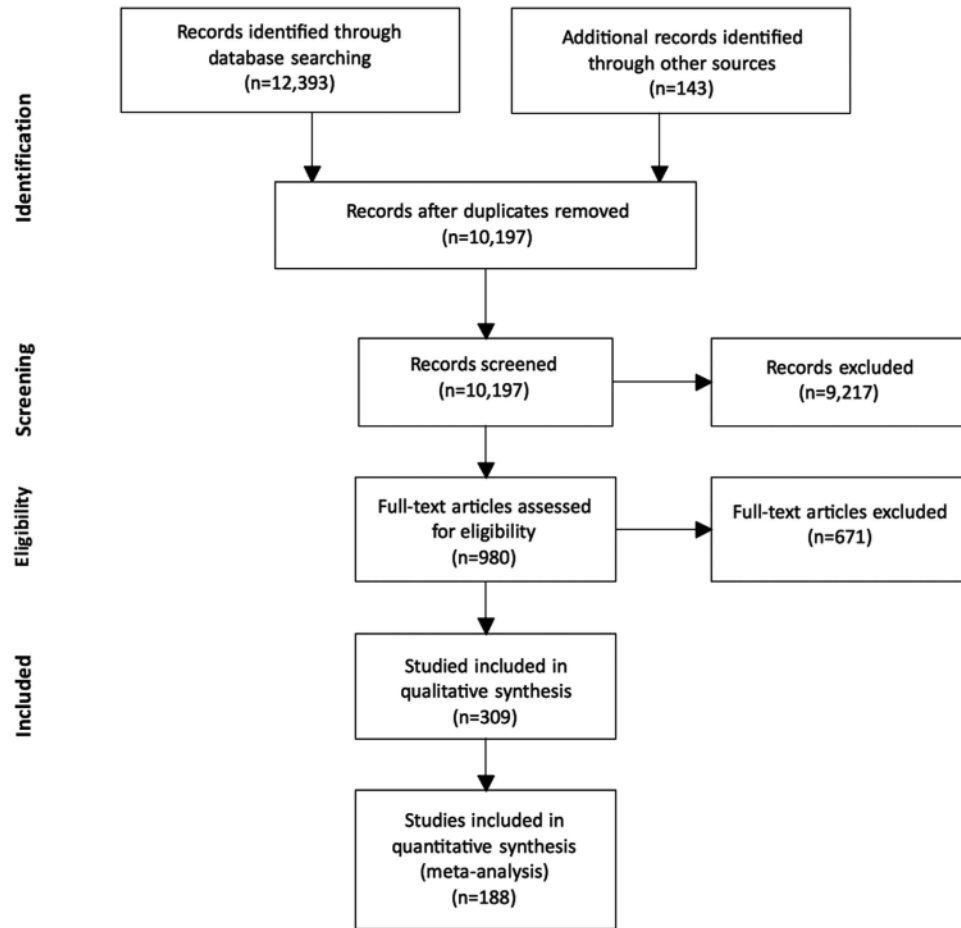 Records identified through
database searching
(n=12,393)
Additional records identified
through other sources
(n=143)
Identification
Records after duplicates removed
(n=10,197)
Screening
Records screened
(n=10,197)
Records excluded
(n=9,217)
Eligibility
Full-text articles assessed
for eligibility
(n=980)
Full-text articles excluded
(n=671)
Included
Studied included in
qualitative synthesis
(n=309)
Studies included in
quantitative synthesis
(meta-analysis)
(n=188)